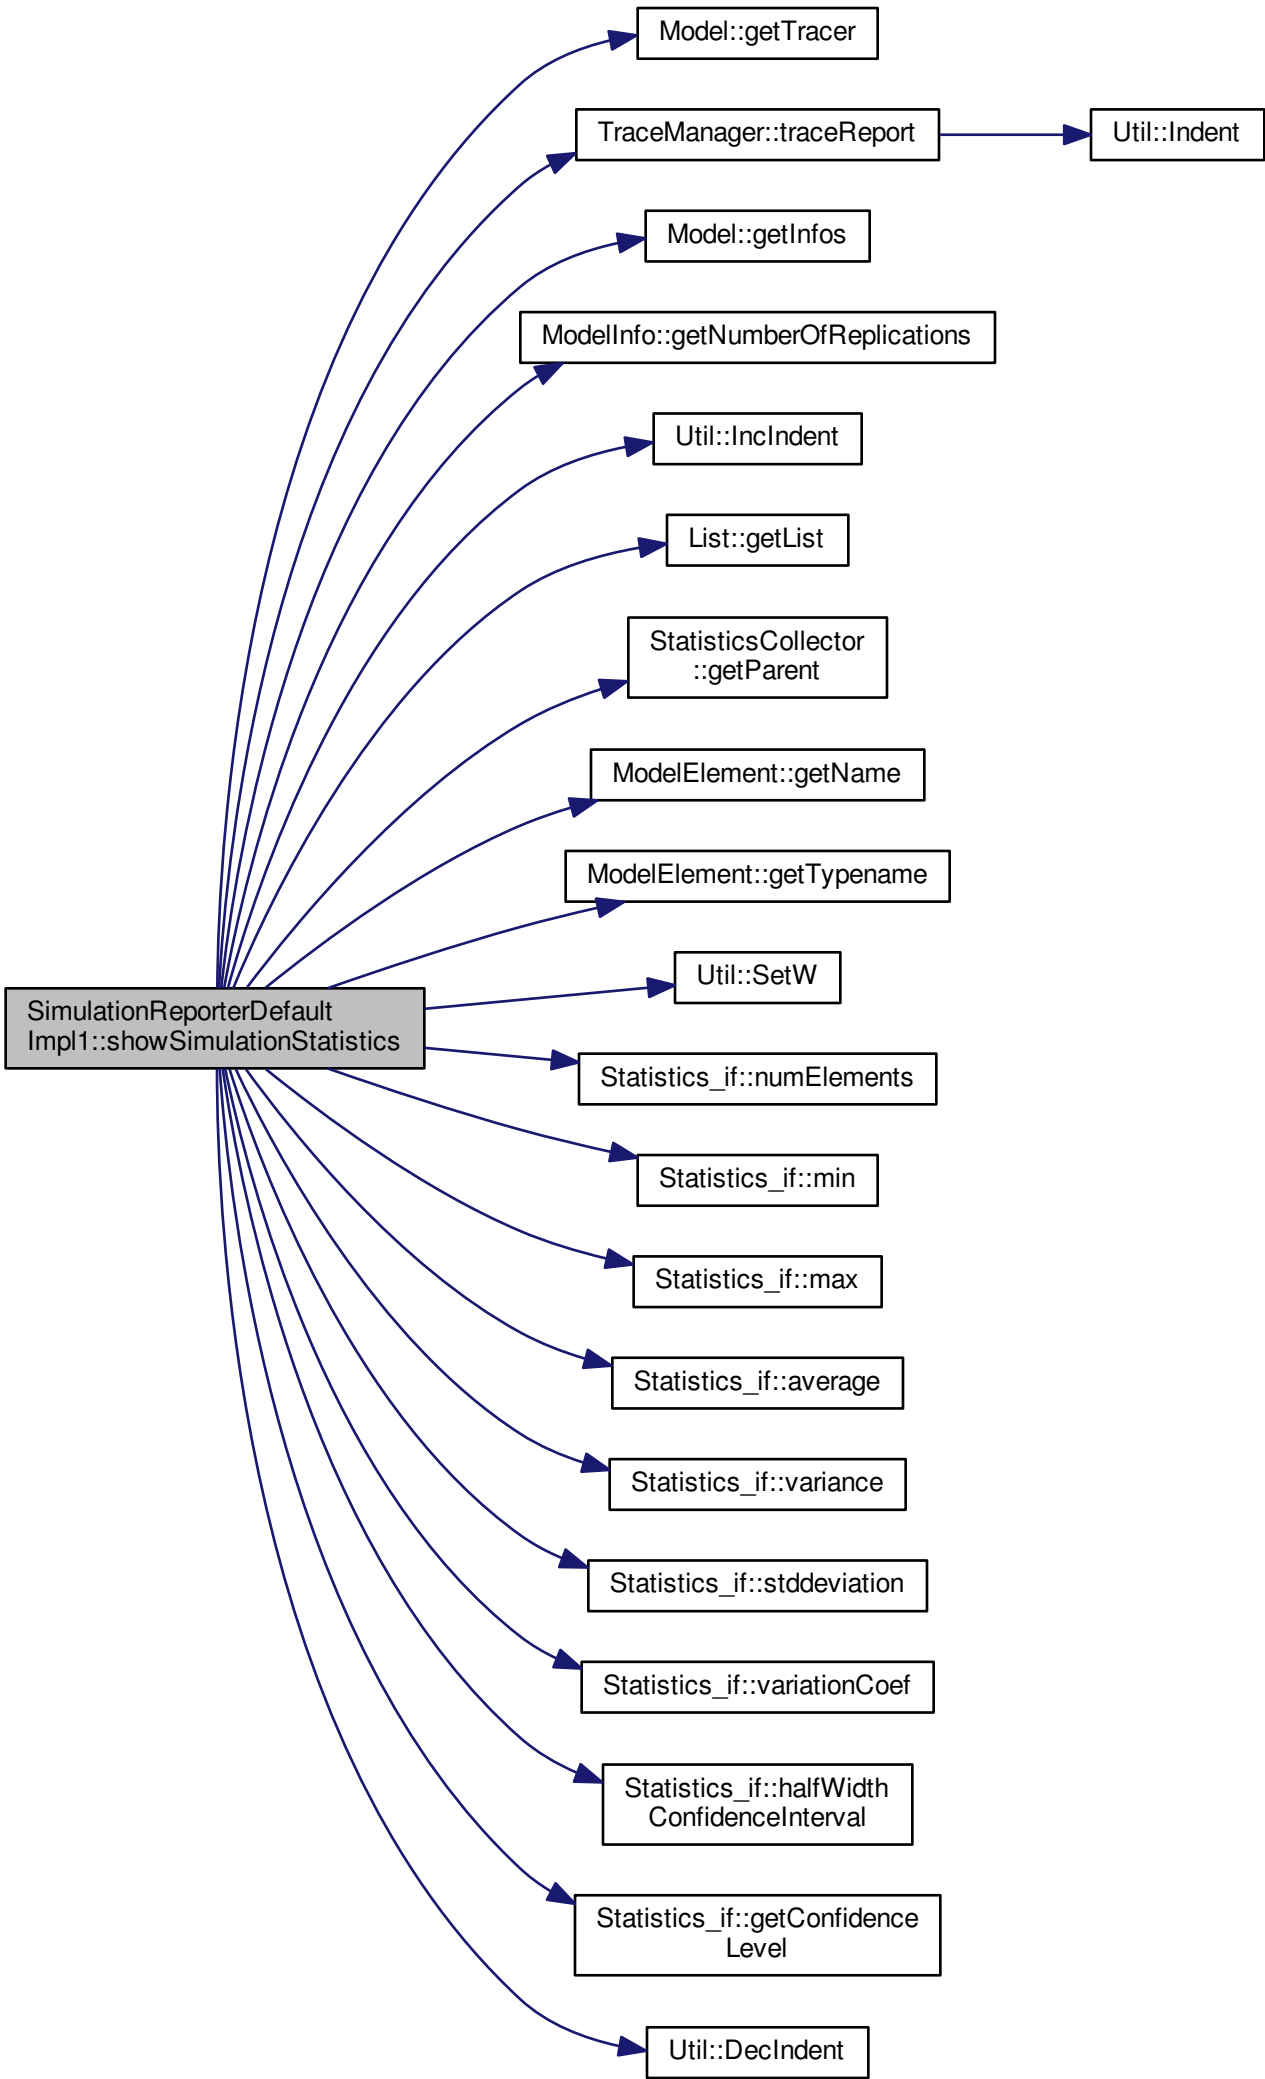 Model::getTracer
TraceManager::traceReport
Util::Indent
Model::getInfos
ModelInfo::getNumberOfReplications
Util::IncIndent
List::getList
StatisticsCollector
::getParent
ModelElement::getName
ModelElement::getTypename
Util::SetW
SimulationReporterDefault
Impl1::showSimulationStatistics
Statistics_if::numElements
Statistics_if::min
Statistics_if::max
Statistics_if::average
Statistics_if::variance
Statistics_if::stddeviation
Statistics_if::variationCoef
Statistics_if::halfWidth
ConfidenceInterval
Statistics_if::getConfidence
Level
Util::DecIndent